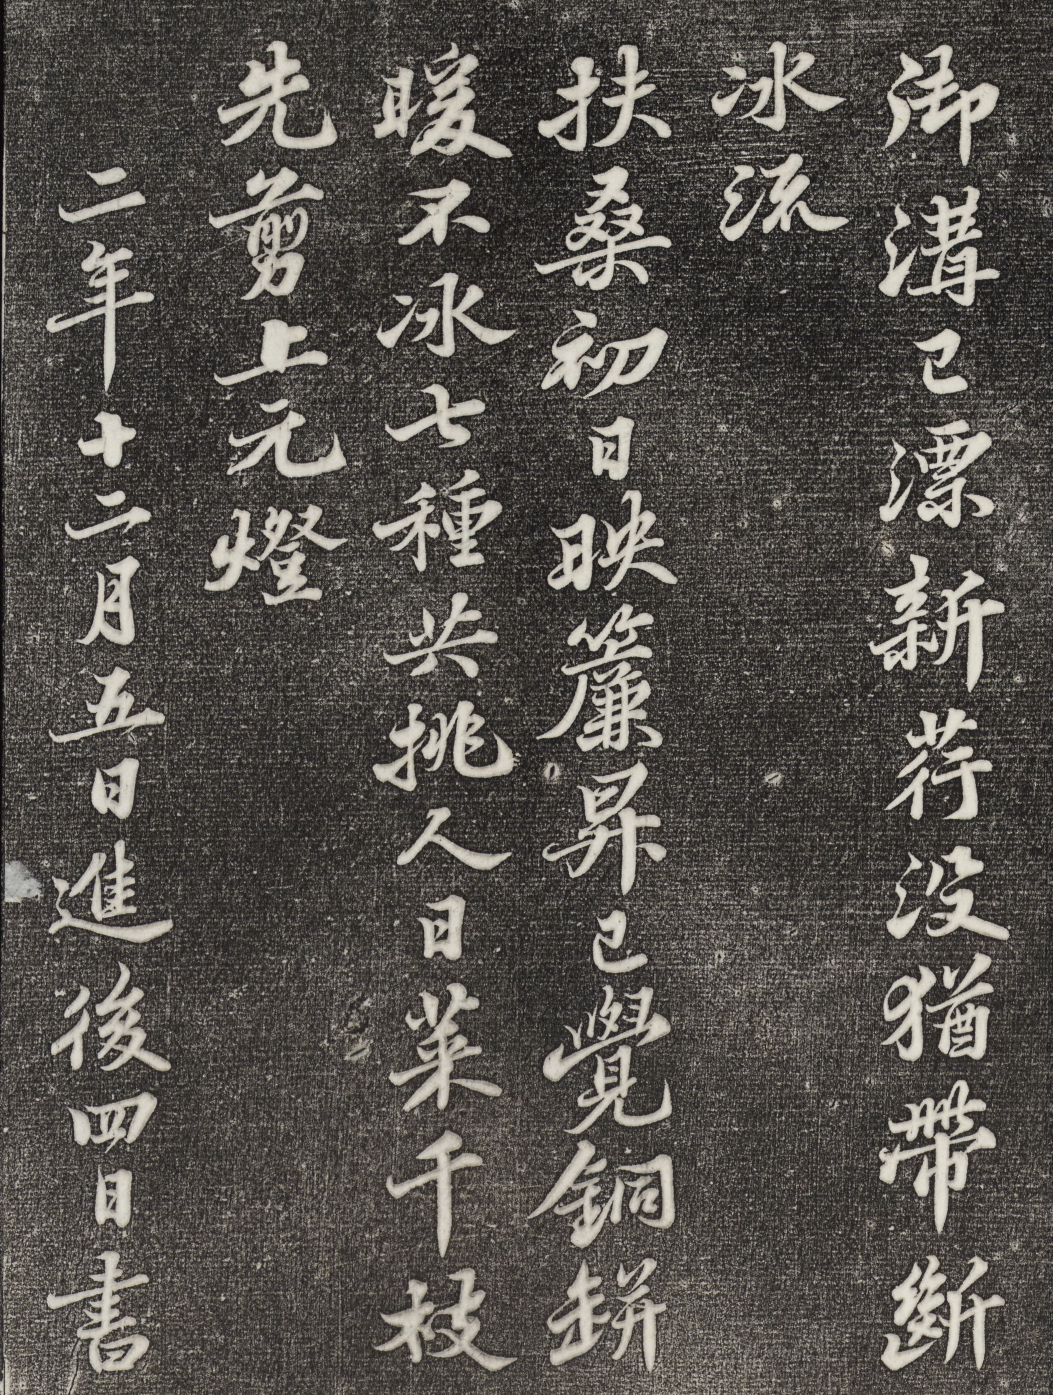 御溝已漂新荇没猶帶斷
冰流
扶桑初日映簾昇已覺銅缾
暖不冰七種共挑人日菜千枝
先剪上元燈
二年十二月五日進後四日書